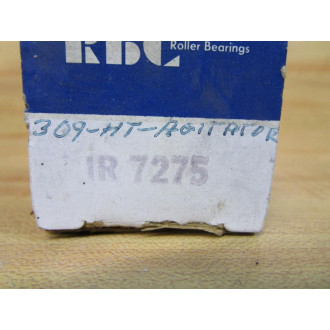 RBC Roller Bearings
309-HT-AGITATOR
IR 7275